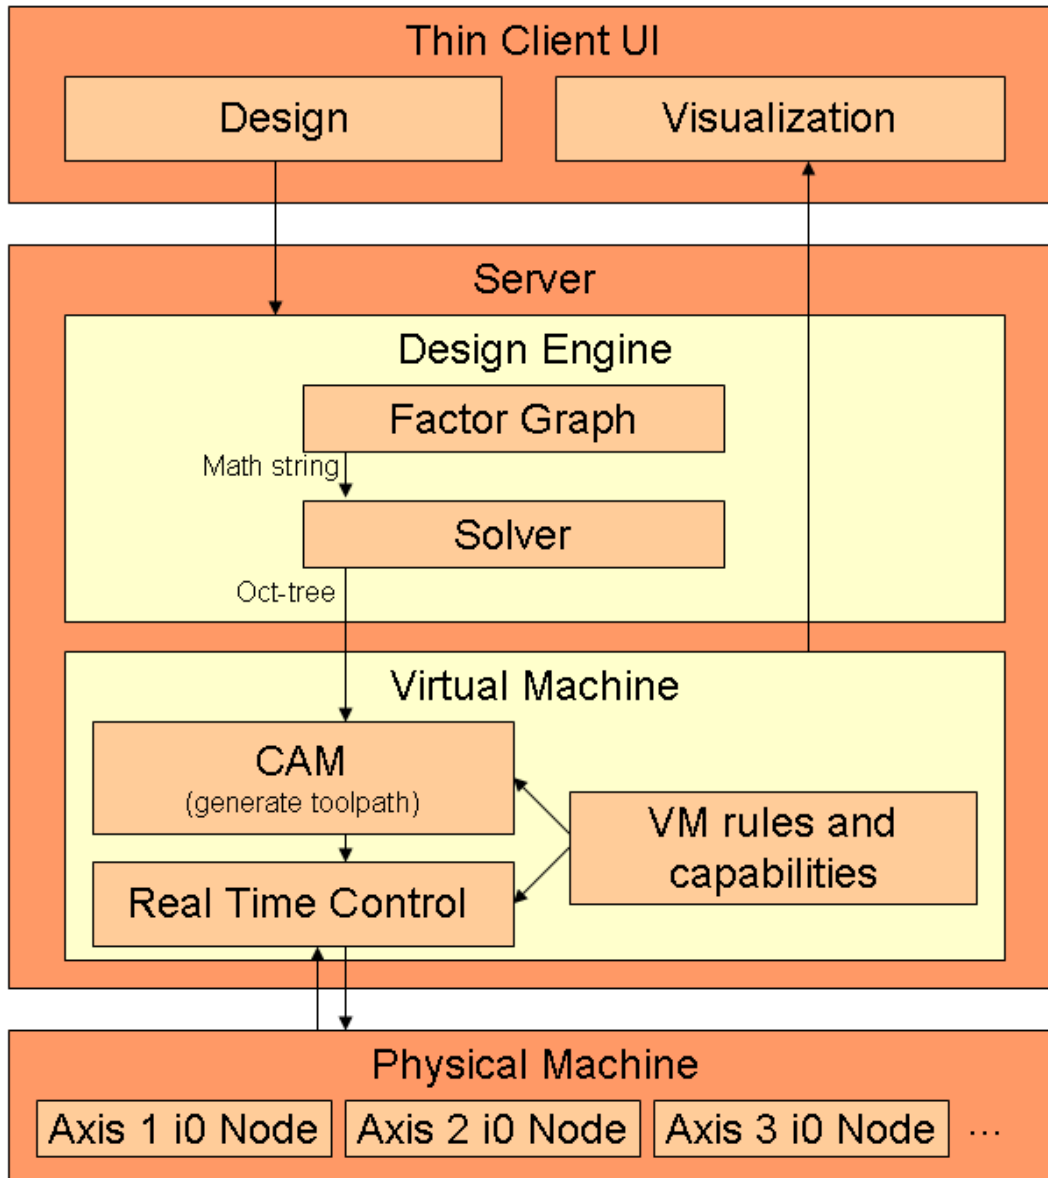 Thin Client UI
Design
Visualization
Server
Design Engine
Factor Graph
Math string
Solver
Oct-tree
Virtual Machine
CAM
(generate toolpath)
VM rules and
capabilities
Real Time Control
Physical Machine
Axis 1 i0 Node
Axis 2 i0 Node
Axis 3 i0 Node
...